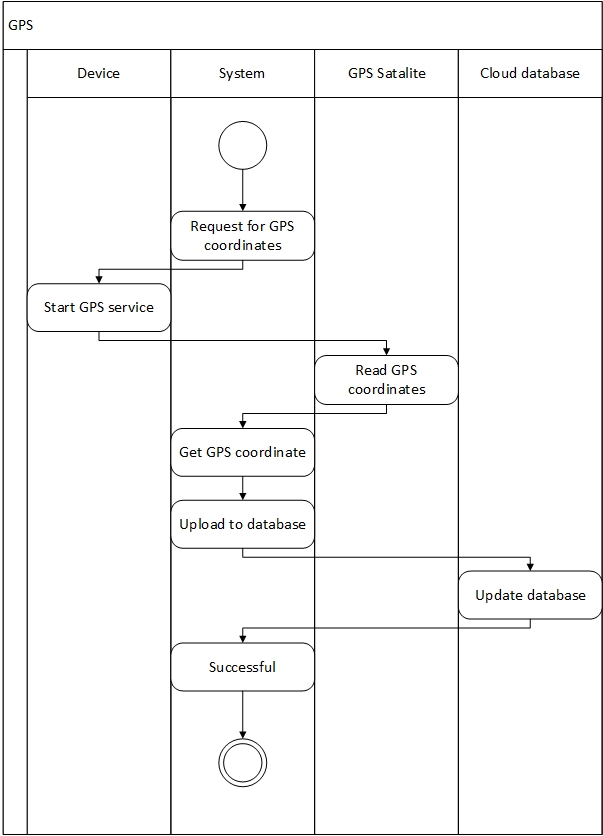 GPS
Device
System
GPS Satalite
Cloud database
Request for GPS
coordinates
Start GPS service
Read GPS
coordinates
Get GPS coordinate
Upload to database
Update database
Successful